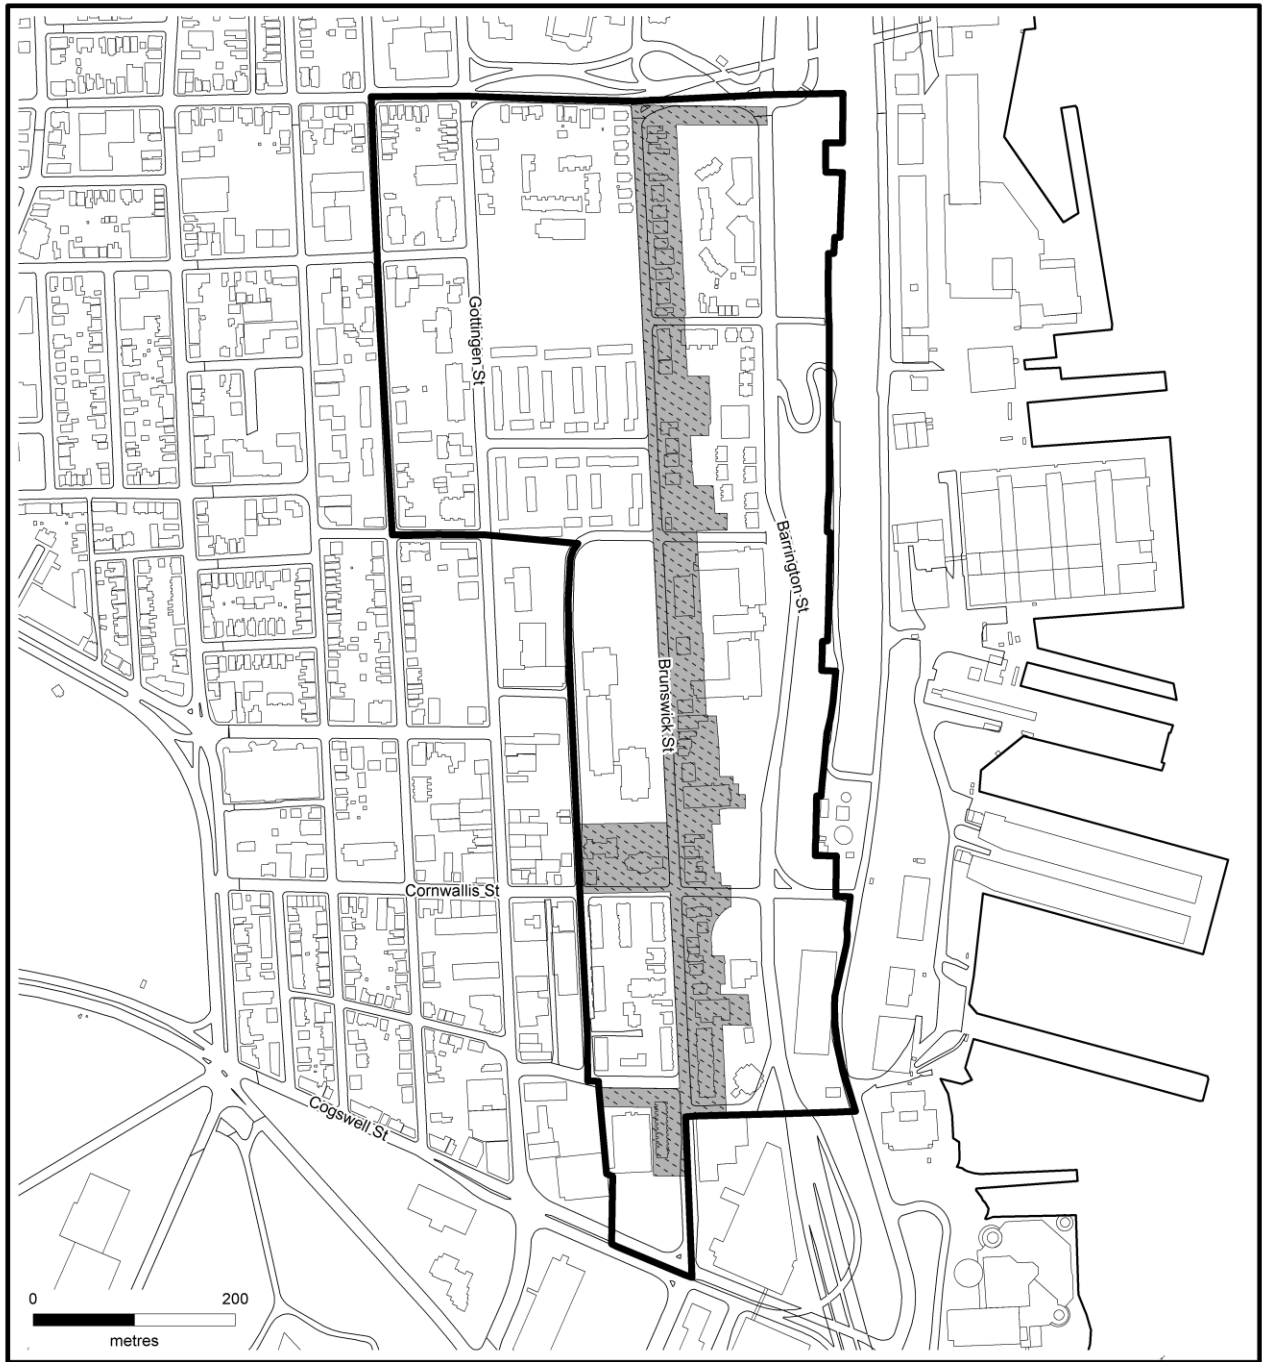 Gottingen St
Barrington St
Brunswick St
Cornwallis St
Cogswell St
0 200
metres